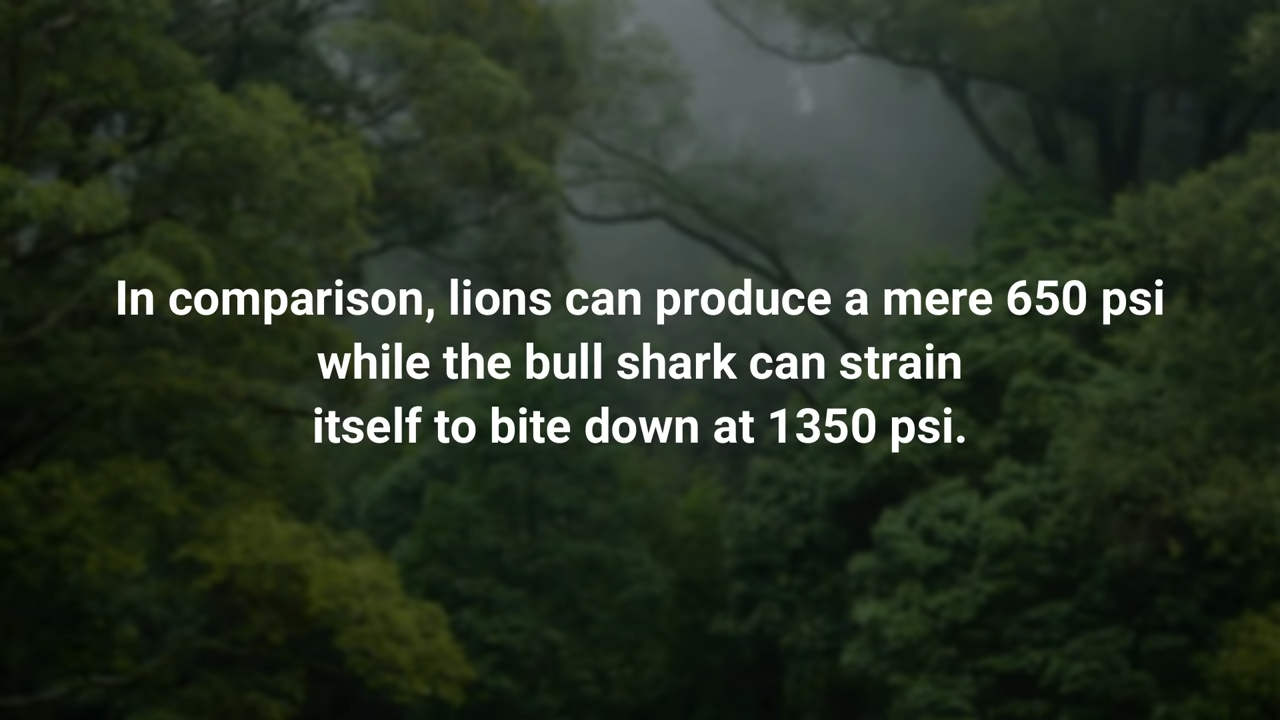 In comparison, lions can produce a mere 650 psi
while the bull shark can strain
itself to bite down at 1350 psi.